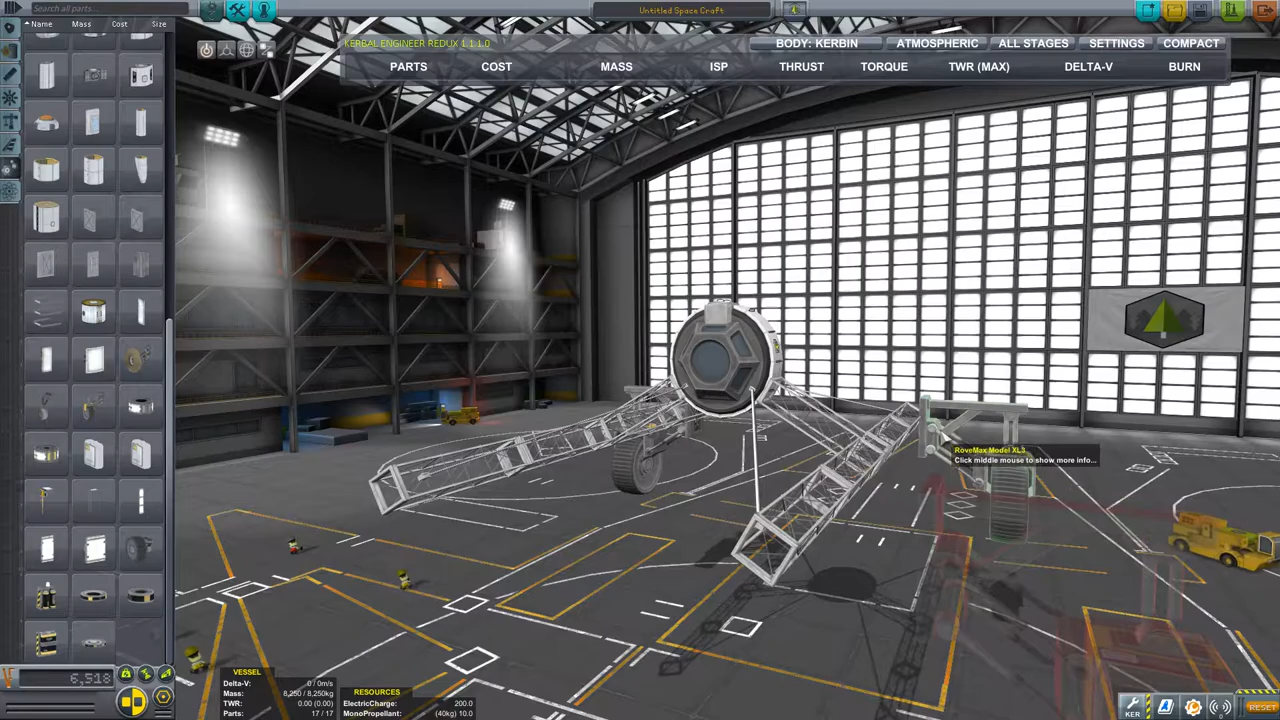 Search all parts...
Untitled Space Craft
Name Mass Cost Size
KERBAL ENGINEER REDUX 1.1.1.0
BODY: KERBIN ATMOSPHERIC ALL STAGES SETTINGS COMPACT
PARTS COST MASS ISP THRUST TORQUE TWR (MAX) DELTA-V BURN
RoveMax Model XL3
Click middle mouse to show more info...
6,518
VESSEL
Delta-V: 0 / 0m/s
Mass: 8,250 / 8,250kg
TWR: 0.00 (0.00)
Parts: 17 / 17
RESOURCES
ElectricCharge: 200.0
MonoPropellant: (40kg) 10.0
KER
RESET